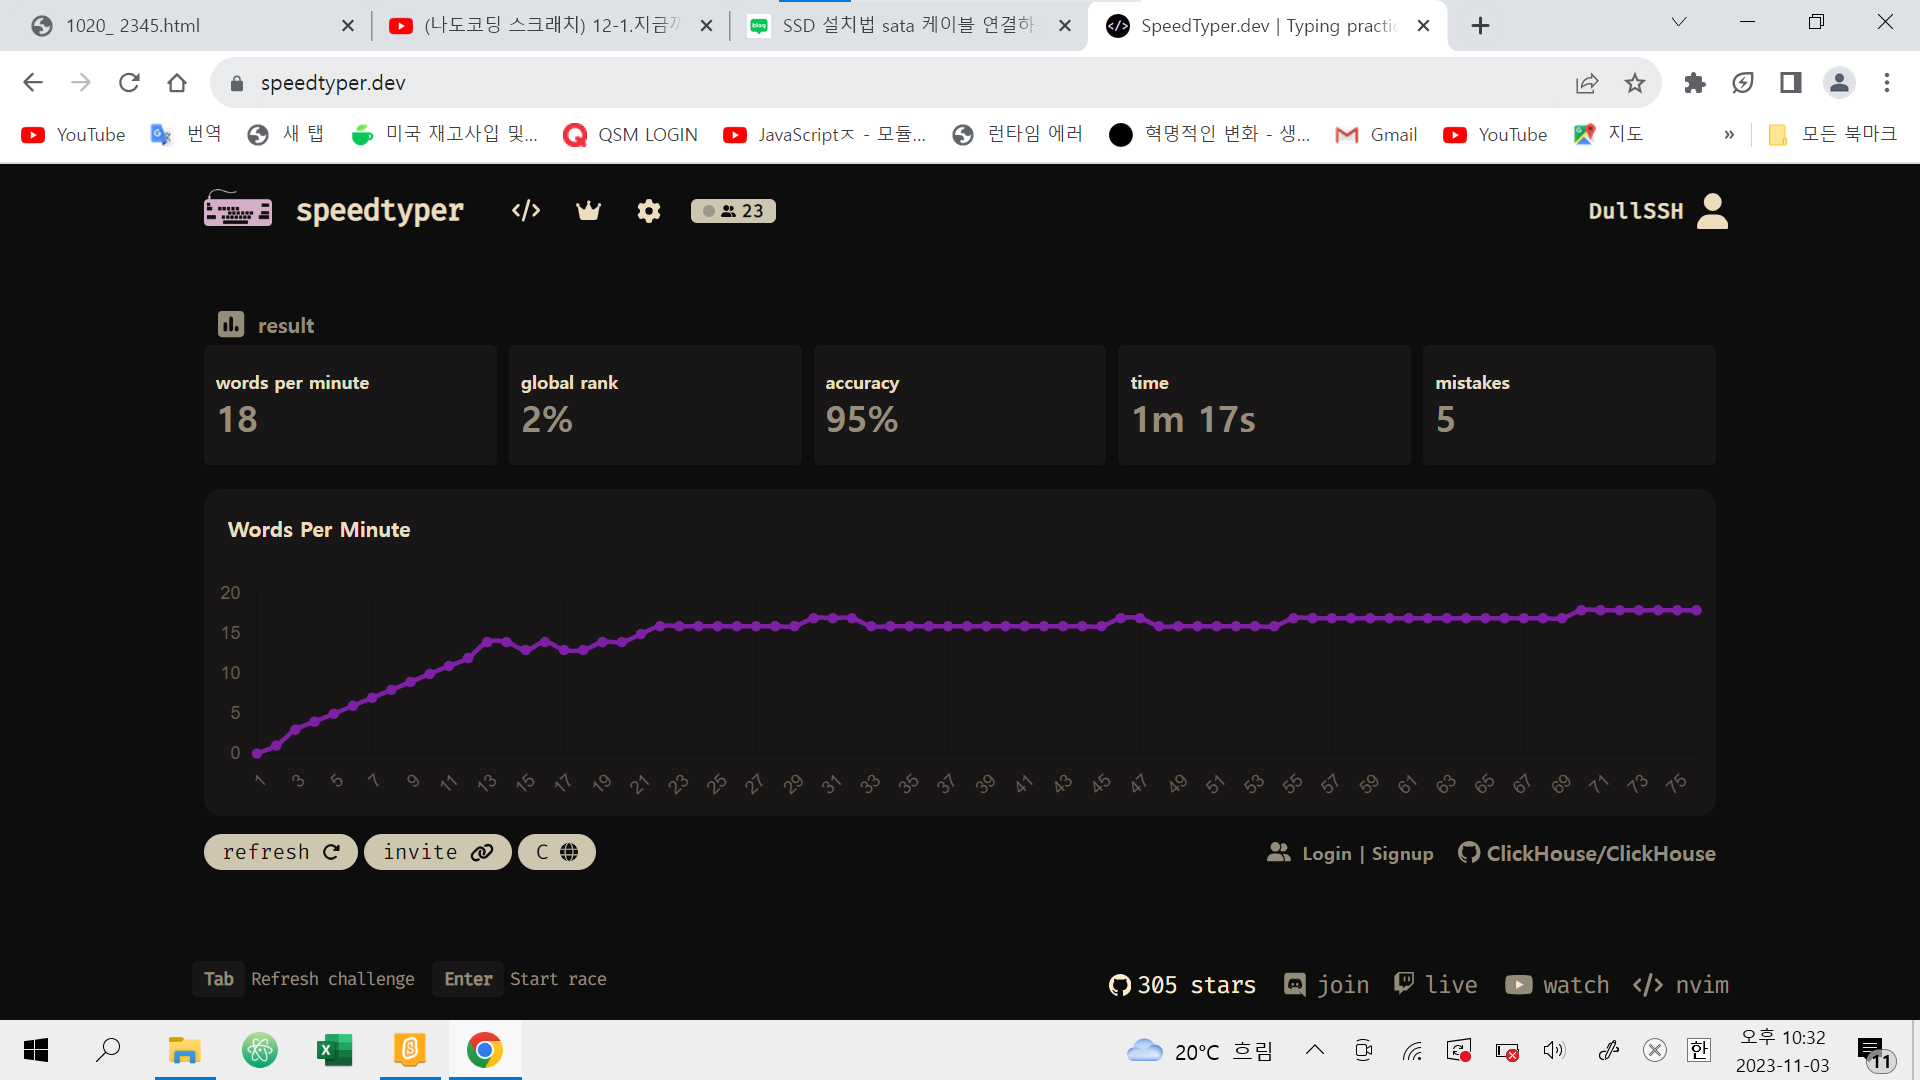 1020_ 2345.html
(나도코딩 스크래치) 12-1.지금
SSD 설치법 sata 케이블 연결하
SpeedTyper.dev | Typing practic
speedtyper.dev
YouTube 번역 새 탭 미국 재고사입 및... QSM LOGIN JavaScriptㅈ - 모듈... 런타임 에러 혁명적인 변화 - 생... Gmail YouTube 지도 » 모든 북마크
speedtyper 23 DullSSH
result
words per minute
18
global rank
2%
accuracy
95%
time
1m 17s
mistakes
5
Words Per Minute
20
15
10
5
0
1 3 5 7 9 11 13 15 17 19 21 23 25 27 29 31 33 35 37 39 41 43 45 47 49 51 53 55 57 59 61 63 65 67 69 71 73 75
refresh invite C Login | Signup ClickHouse/ClickHouse
Tab Refresh challenge Enter Start race
305 stars join live watch nvim
20°C 흐림 한 오후 10:32
2023-11-03
11